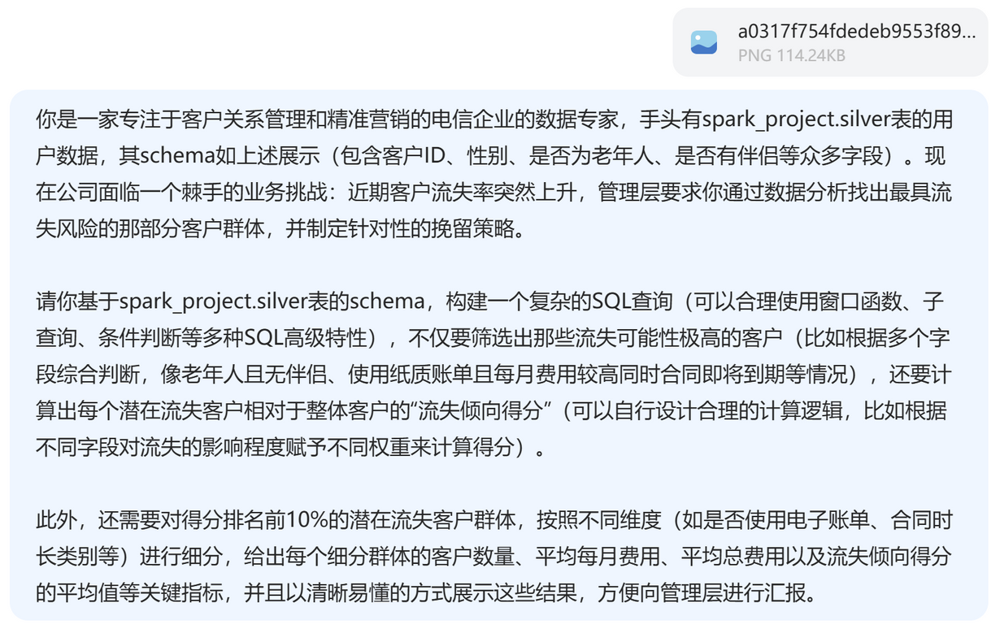 a0317f754fdedeb9553f89...
PNG 114.24KB
你是一家专注于客户关系管理和精准营销的电信企业的数据专家，手头有spark_project.silver表的用
户数据，其schema如上述展示（包含客户ID、性别、是否为老年人、是否有伴侣等众多字段）。现
在公司面临一个棘手的业务挑战：近期客户流失率突然上升，管理层要求你通过数据分析找出最具流
失风险的那部分客户群体，并制定针对性的挽留策略。
请你基于spark_project.silver表的schema，构建一个复杂的SQL查询（可以合理使用窗口函数、子
查询、条件判断等多种SQL高级特性），不仅要筛选出那些流失可能性极高的客户（比如根据多个字
段综合判断，像老年人且无伴侣、使用纸质账单且每月费用较高同时合同即将到期等情况），还要计
算出每个潜在流失客户相对于整体客户的“流失倾向得分”（可以自行设计合理的计算逻辑，比如根据
不同字段对流失的影响程度赋予不同权重来计算得分）。
此外，还需要对得分排名前10%的潜在流失客户群体，按照不同维度（如是否使用电子账单、合同时
长类别等）进行细分，给出每个细分群体的客户数量、平均每月费用、平均总费用以及流失倾向得分
的平均值等关键指标，并且以清晰易懂的方式展示这些结果，方便向管理层进行汇报。